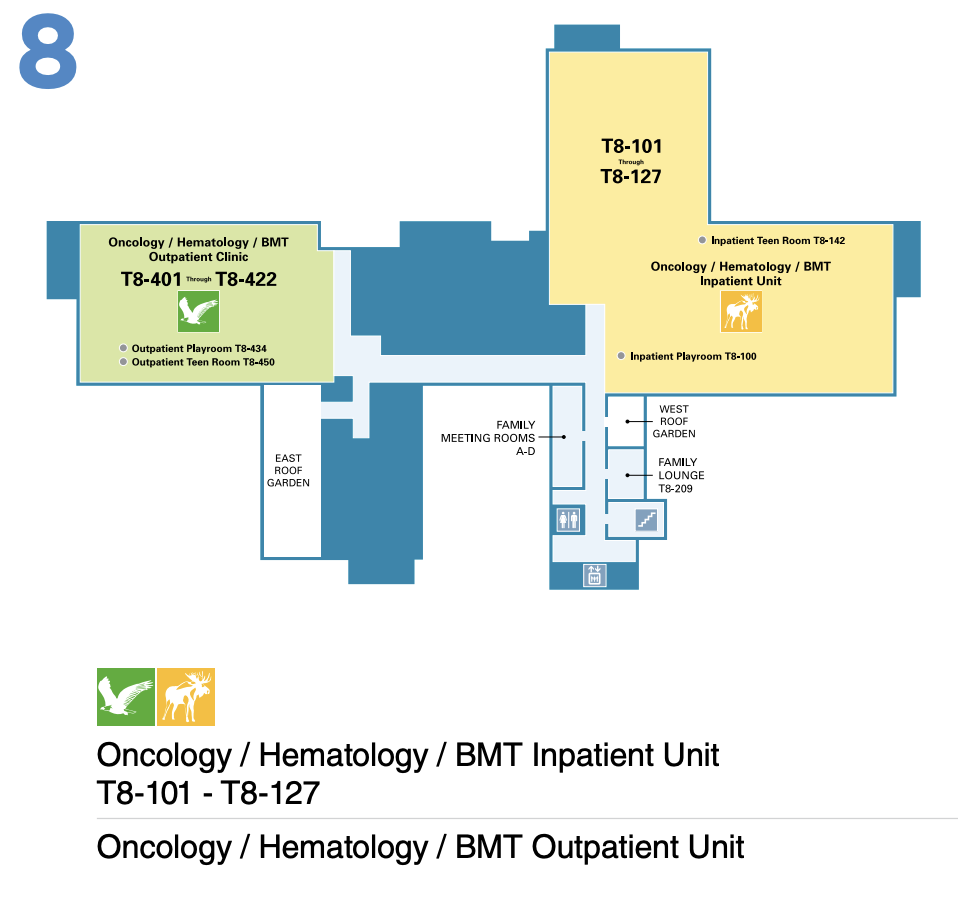 8
T8-101
Through
T8-127
Inpatient Teen Room T8-142
Oncology / Hematology / BMT
Inpatient Unit
Inpatient Playroom T8-100
Oncology / Hematology / BMT
Outpatient Clinic
T8-401 Through T8-422
Outpatient Playroom T8-434
Outpatient Teen Room T8-450
EAST
ROOF
GARDEN
FAMILY
MEETING ROOMS
A-D
WEST
ROOF
GARDEN
FAMILY
LOUNGE
T8-209
Oncology / Hematology / BMT Inpatient Unit
T8-101 - T8-127
Oncology / Hematology / BMT Outpatient Unit